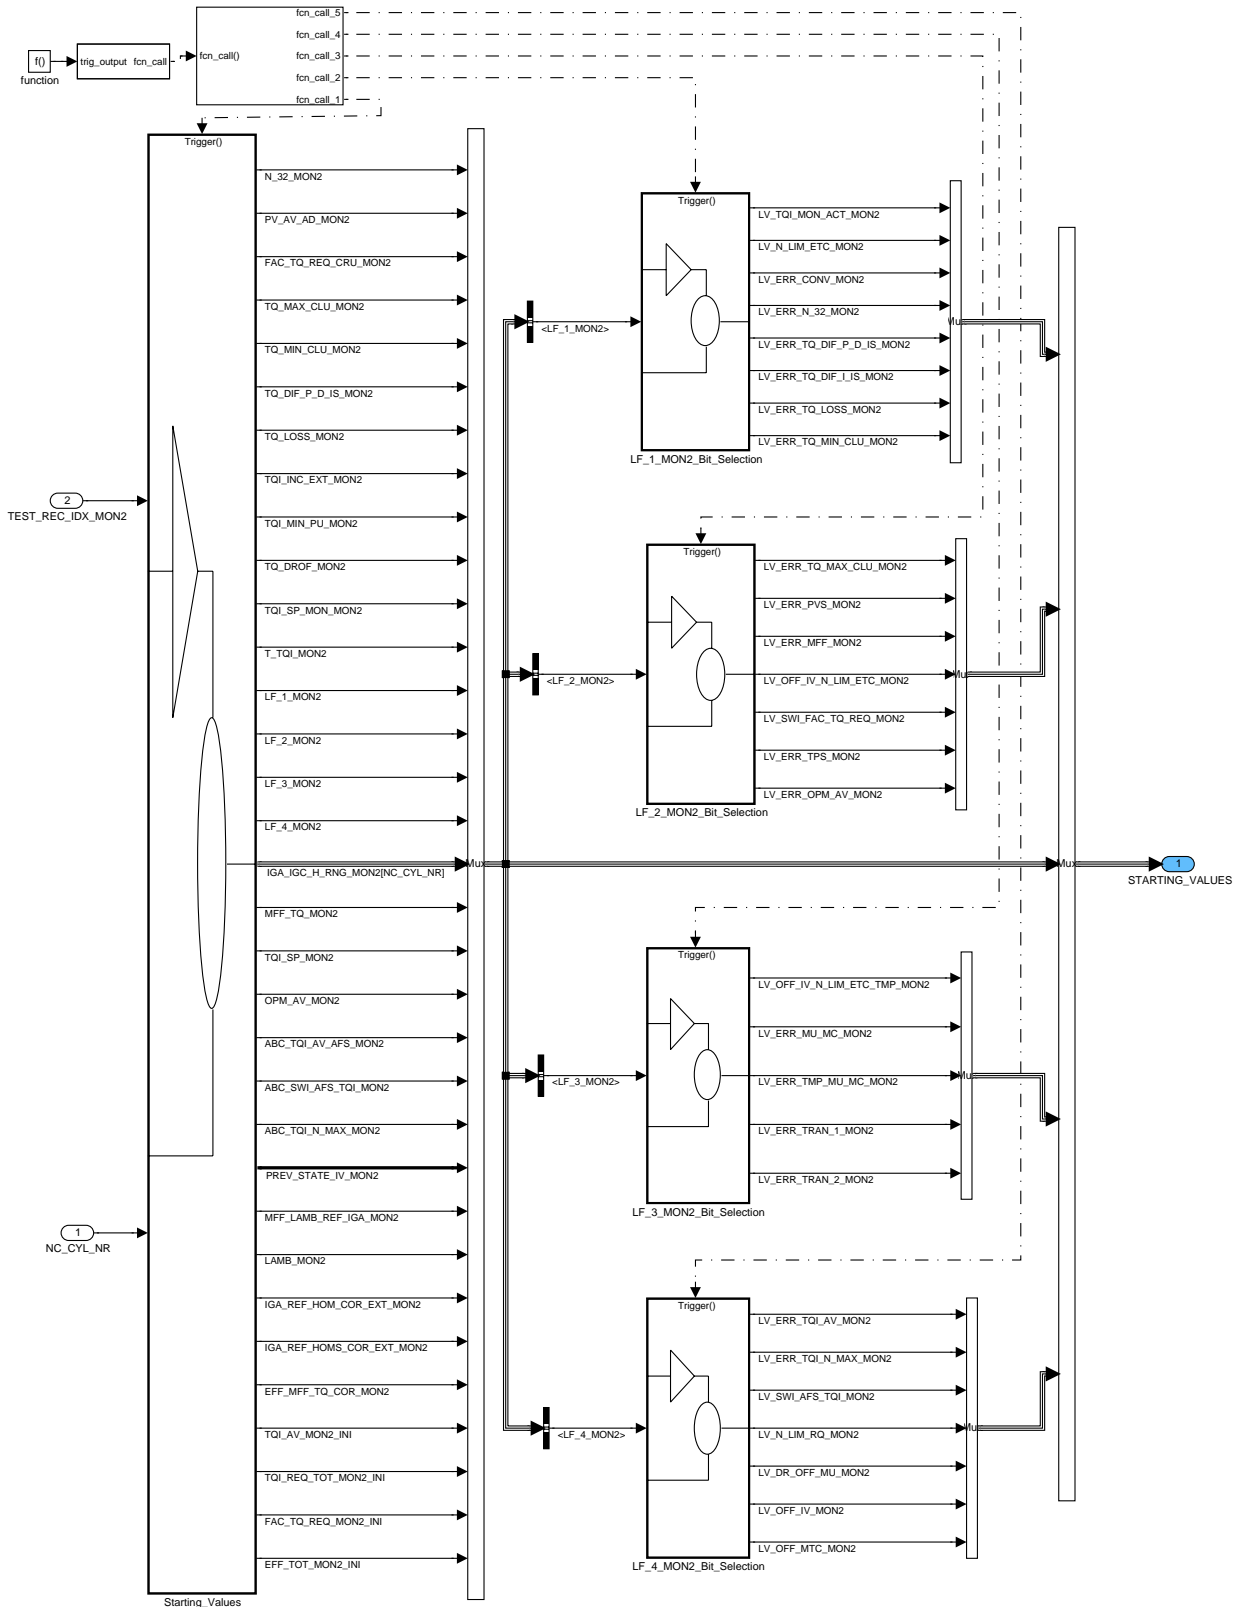 fcn_call_5
fcn_call_4
fcn_call_3
fcn_call_2
fcn_call_1
fcn_call()
f()
function
trig_output
fcn_call
Trigger()
N_32_MON2
PV_AV_AD_MON2
FAC_TQ_REQ_CRU_MON2
TQ_MAX_CLU_MON2
TQ_MIN_CLU_MON2
TQ_DIF_P_D_IS_MON2
TQ_LOSS_MON2
TQI_INC_EXT_MON2
TQI_MIN_PU_MON2
TQ_DROF_MON2
TQI_SP_MON_MON2
T_TQI_MON2
LF_1_MON2
LF_2_MON2
LF_3_MON2
LF_4_MON2
IGA_IGC_H_RNG_MON2[NC_CYL_NR]
MFF_TQ_MON2
TQI_SP_MON2
OPM_AV_MON2
ABC_TQI_AV_AFS_MON2
ABC_SWI_AFS_TQI_MON2
ABC_TQI_N_MAX_MON2
PREV_STATE_IV_MON2
MFF_LAMB_REF_IGA_MON2
LAMB_MON2
IGA_REF_HOM_COR_EXT_MON2
IGA_REF_HOMS_COR_EXT_MON2
EFF_MFF_TQ_COR_MON2
TQI_AV_MON2_INI
TQI_REQ_TOT_MON2_INI
FAC_TQ_REQ_MON2_INI
EFF_TOT_MON2_INI
Starting_Values
2
TEST_REC_IDX_MON2
1
NC_CYL_NR
Mux
<LF_1_MON2>
Trigger()
LV_TQI_MON_ACT_MON2
LV_N_LIM_ETC_MON2
LV_ERR_CONV_MON2
LV_ERR_N_32_MON2
LV_ERR_TQ_DIF_P_D_IS_MON2
LV_ERR_TQ_DIF_I_IS_MON2
LV_ERR_TQ_LOSS_MON2
LV_ERR_TQ_MIN_CLU_MON2
LF_1_MON2_Bit_Selection
Mux
<LF_2_MON2>
Trigger()
LV_ERR_TQ_MAX_CLU_MON2
LV_ERR_PVS_MON2
LV_ERR_MFF_MON2
LV_OFF_IV_N_LIM_ETC_MON2
LV_SWI_FAC_TQ_REQ_MON2
LV_ERR_TPS_MON2
LV_ERR_OPM_AV_MON2
LF_2_MON2_Bit_Selection
Mux
Mux
1
STARTING_VALUES
<LF_3_MON2>
Trigger()
LV_OFF_IV_N_LIM_ETC_TMP_MON2
LV_ERR_MU_MC_MON2
LV_ERR_TMP_MU_MC_MON2
LV_ERR_TRAN_1_MON2
LV_ERR_TRAN_2_MON2
LF_3_MON2_Bit_Selection
Mux
<LF_4_MON2>
Trigger()
LV_ERR_TQI_AV_MON2
LV_ERR_TQI_N_MAX_MON2
LV_SWI_AFS_TQI_MON2
LV_N_LIM_RQ_MON2
LV_DR_OFF_MU_MON2
LV_OFF_IV_MON2
LV_OFF_MTC_MON2
LF_4_MON2_Bit_Selection
Mux